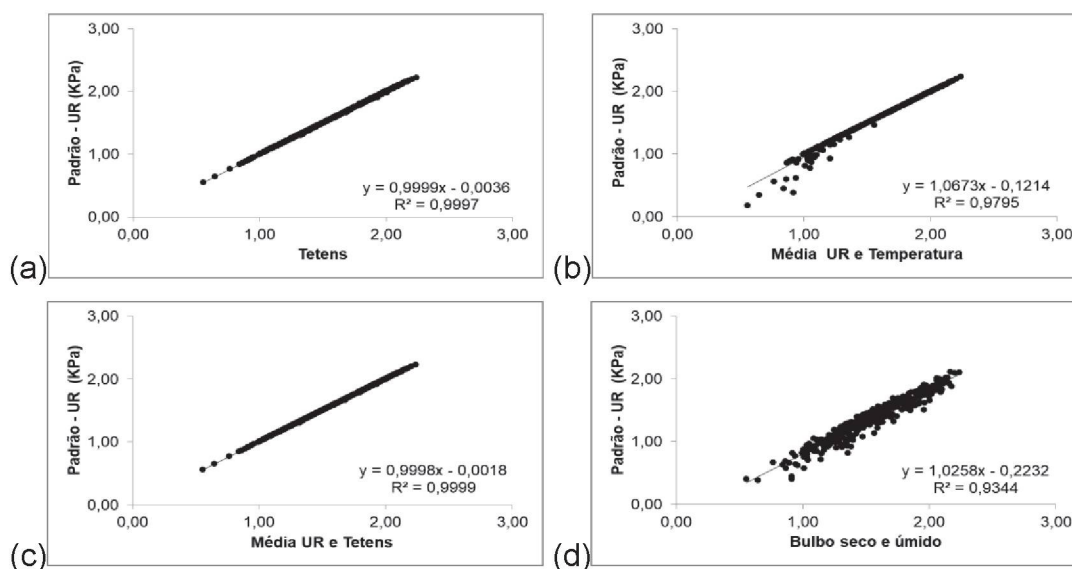 3,00
2,00
1,00
0,00
Padrão - UR (KPa)
y = 0,9999x - 0,0036
R² = 0,9997
0,00 1,00 2,00 3,00
Tetens
(a)
3,00
2,00
1,00
0,00
Padrão - UR (KPa)
y = 1,0673x - 0,1214
R² = 0,9795
0,00 1,00 2,00 3,00
Média UR e Temperatura
(b)
3,00
2,00
1,00
0,00
Padrão - UR (KPa)
y = 0,9998x - 0,0018
R² = 0,9999
0,00 1,00 2,00 3,00
Média UR e Tetens
(c)
3,00
2,00
1,00
0,00
Padrão - UR (KPa)
y = 1,0258x - 0,2232
R² = 0,9344
0,00 1,00 2,00 3,00
Bulbo seco e úmido
(d)